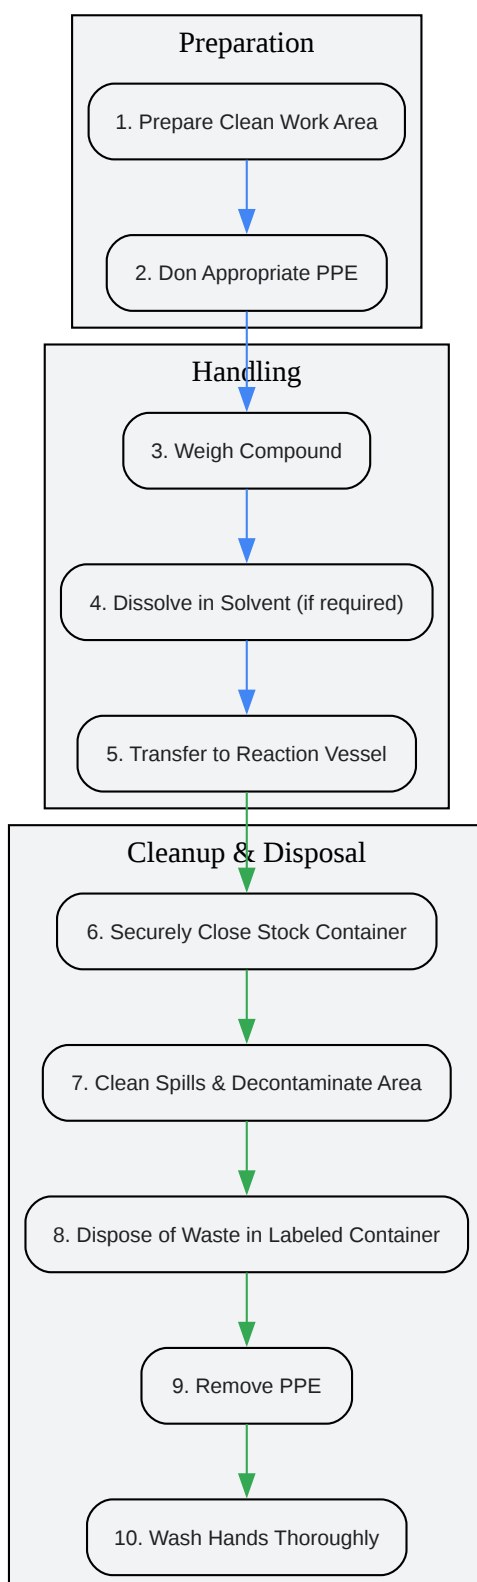 Preparation
1. Prepare Clean Work Area
2. Don Appropriate PPE
Handling
3. Weigh Compound
4. Dissolve in Solvent (if required)
5. Transfer to Reaction Vessel
Cleanup & Disposal
6. Securely Close Stock Container
7. Clean Spills & Decontaminate Area
8. Dispose of Waste in Labeled Container
9. Remove PPE
10. Wash Hands Thoroughly